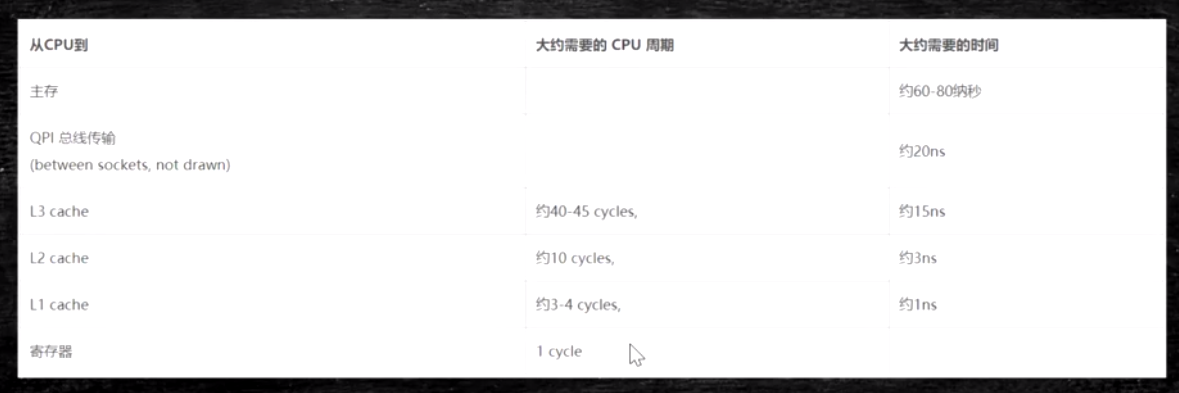 从CPU到 大约需要的 CPU 周期 大约需要的时间
主存 约60-80纳秒
QPI 总线传输
(between sockets, not drawn) 约20ns
L3 cache 约40-45 cycles, 约15ns
L2 cache 约10 cycles, 约3ns
L1 cache 约3-4 cycles, 约1ns
寄存器 1 cycle